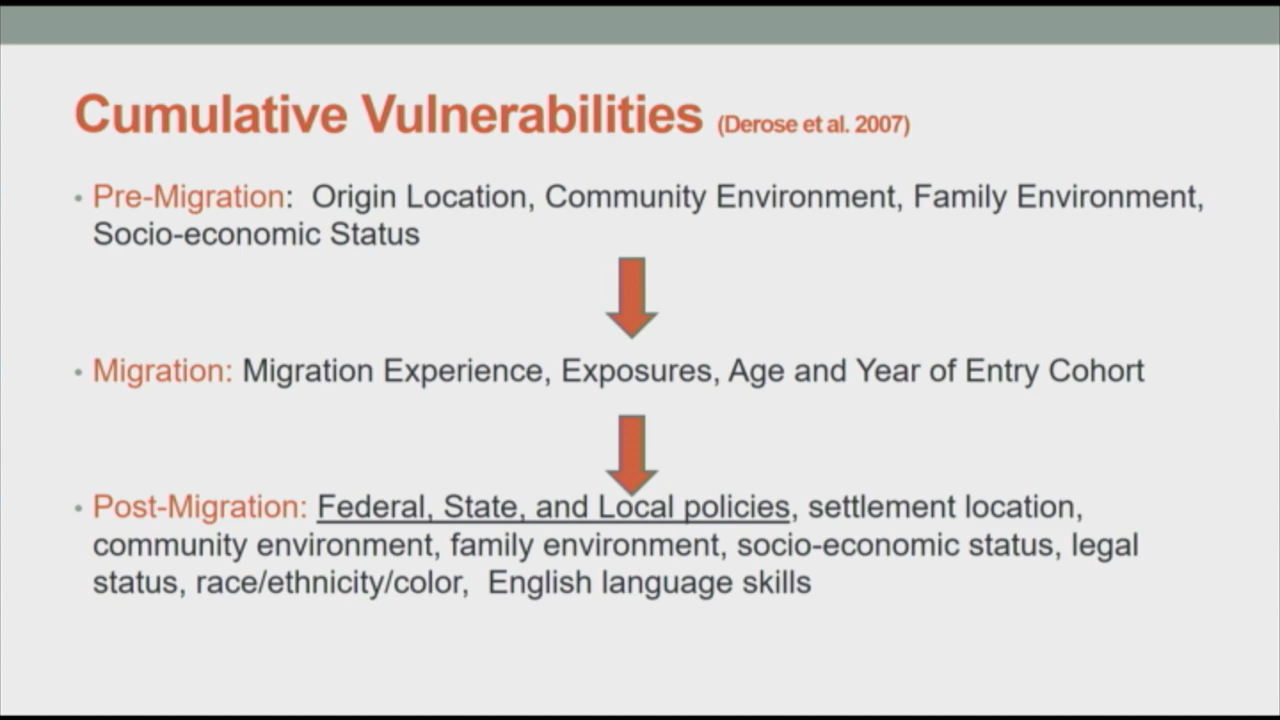 Cumulative Vulnerabilities (Derose et al. 2007)
• Pre-Migration:  Origin Location, Community Environment, Family Environment,
Socio-economic Status
• Migration: Migration Experience, Exposures, Age and Year of Entry Cohort
• Post-Migration: Federal, State, and Local policies, settlement location,
community environment, family environment, socio-economic status, legal
status, race/ethnicity/color,  English language skills